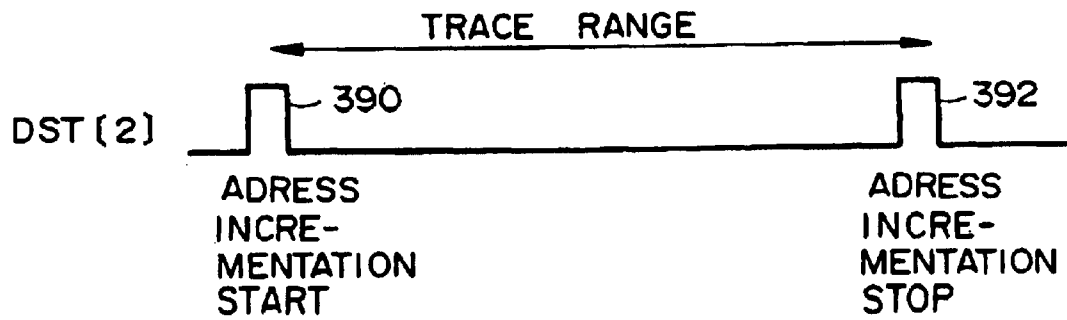 TRACE RANGE
390
392
DST [2]
ADRESS
INCRE-
MENTATION
START
ADRESS
INCRE-
MENTATION
STOP